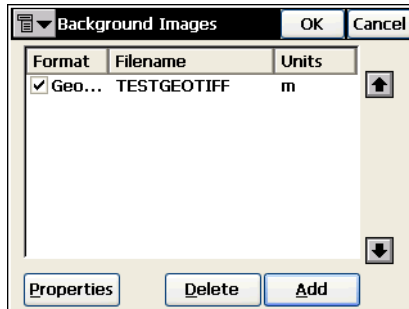 Background Images OK Cancel
Format Filename Units
Geo... TESTGEOTIFF m
Properties Delete Add